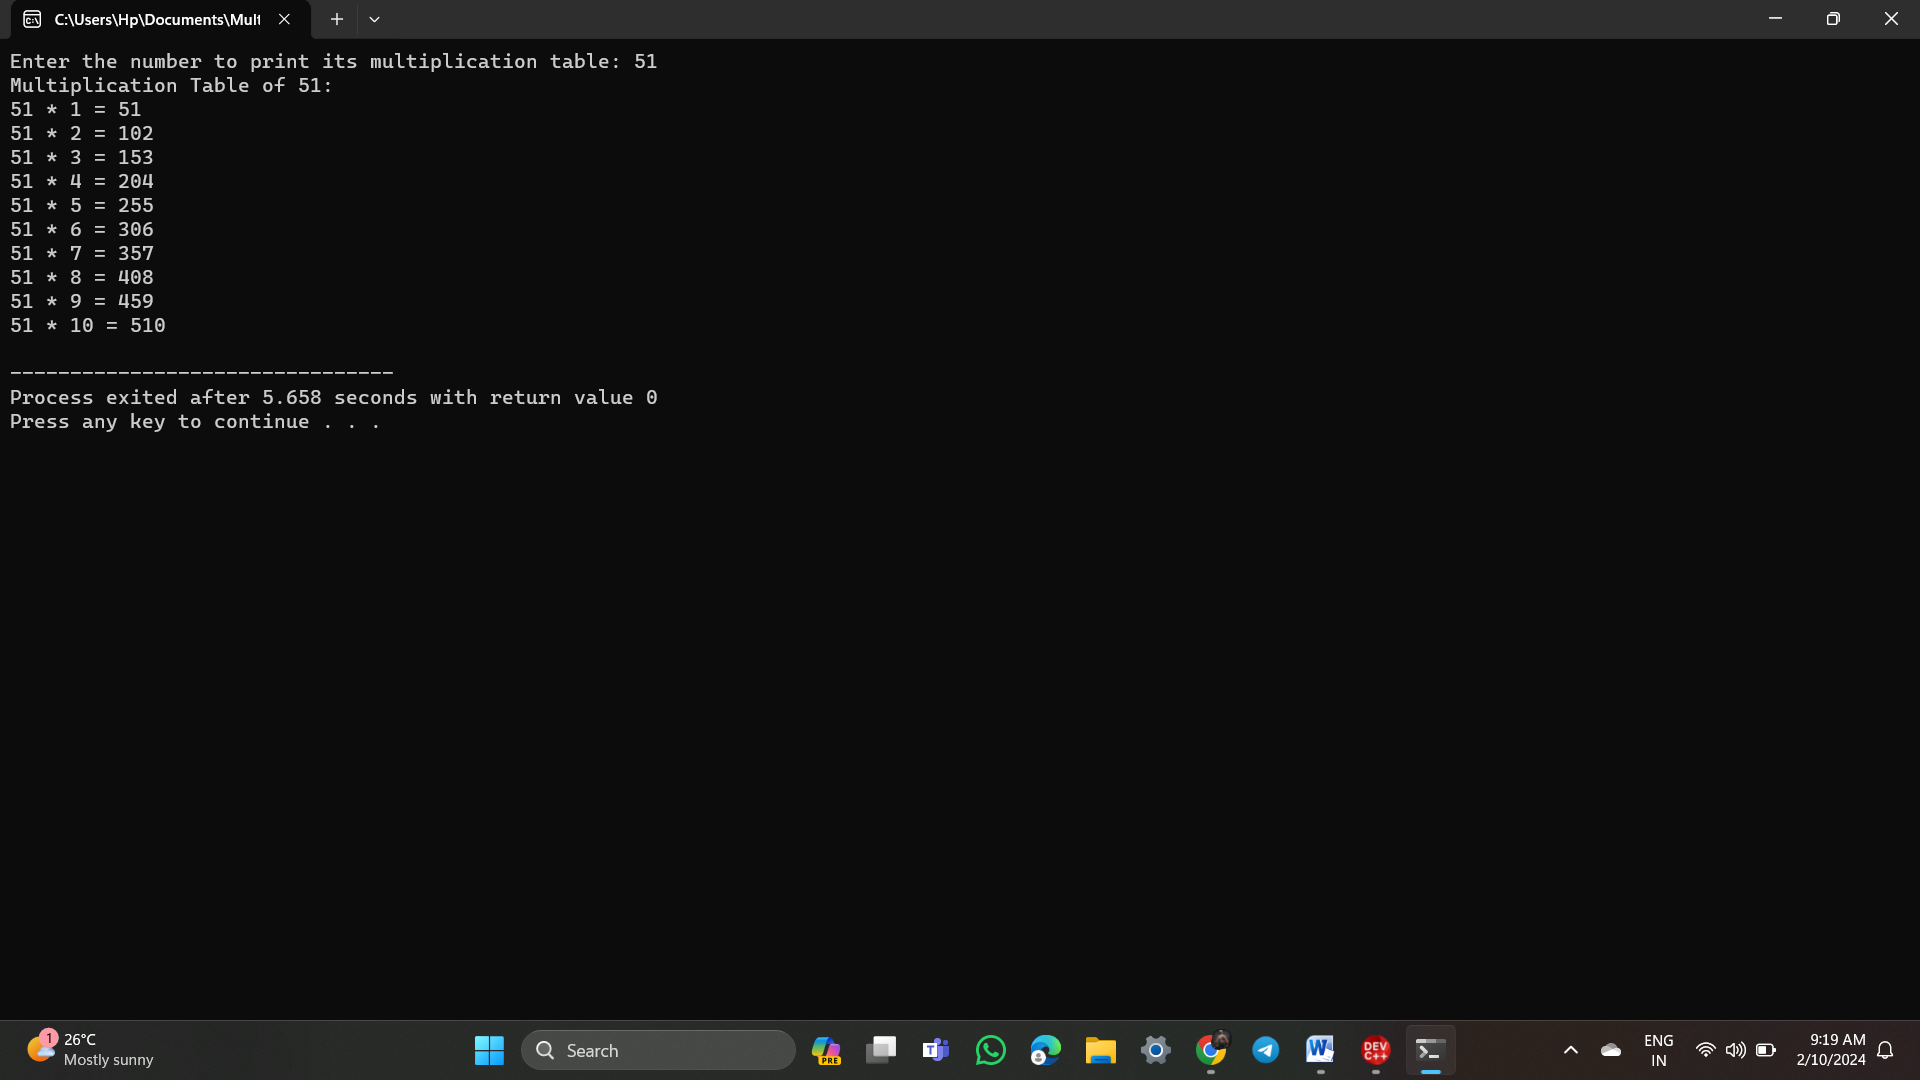 C:\Users\Hp\Documents\Mult
Enter the number to print its multiplication table: 51
Multiplication Table of 51:
51 * 1 = 51
51 * 2 = 102
51 * 3 = 153
51 * 4 = 204
51 * 5 = 255
51 * 6 = 306
51 * 7 = 357
51 * 8 = 408
51 * 9 = 459
51 * 10 = 510
--------------------------------
Process exited after 5.658 seconds with return value 0
Press any key to continue . . .
1
26°C
Mostly sunny
Search
PRE
T
W
DEV
C++
ENG
IN
9:19 AM
2/10/2024